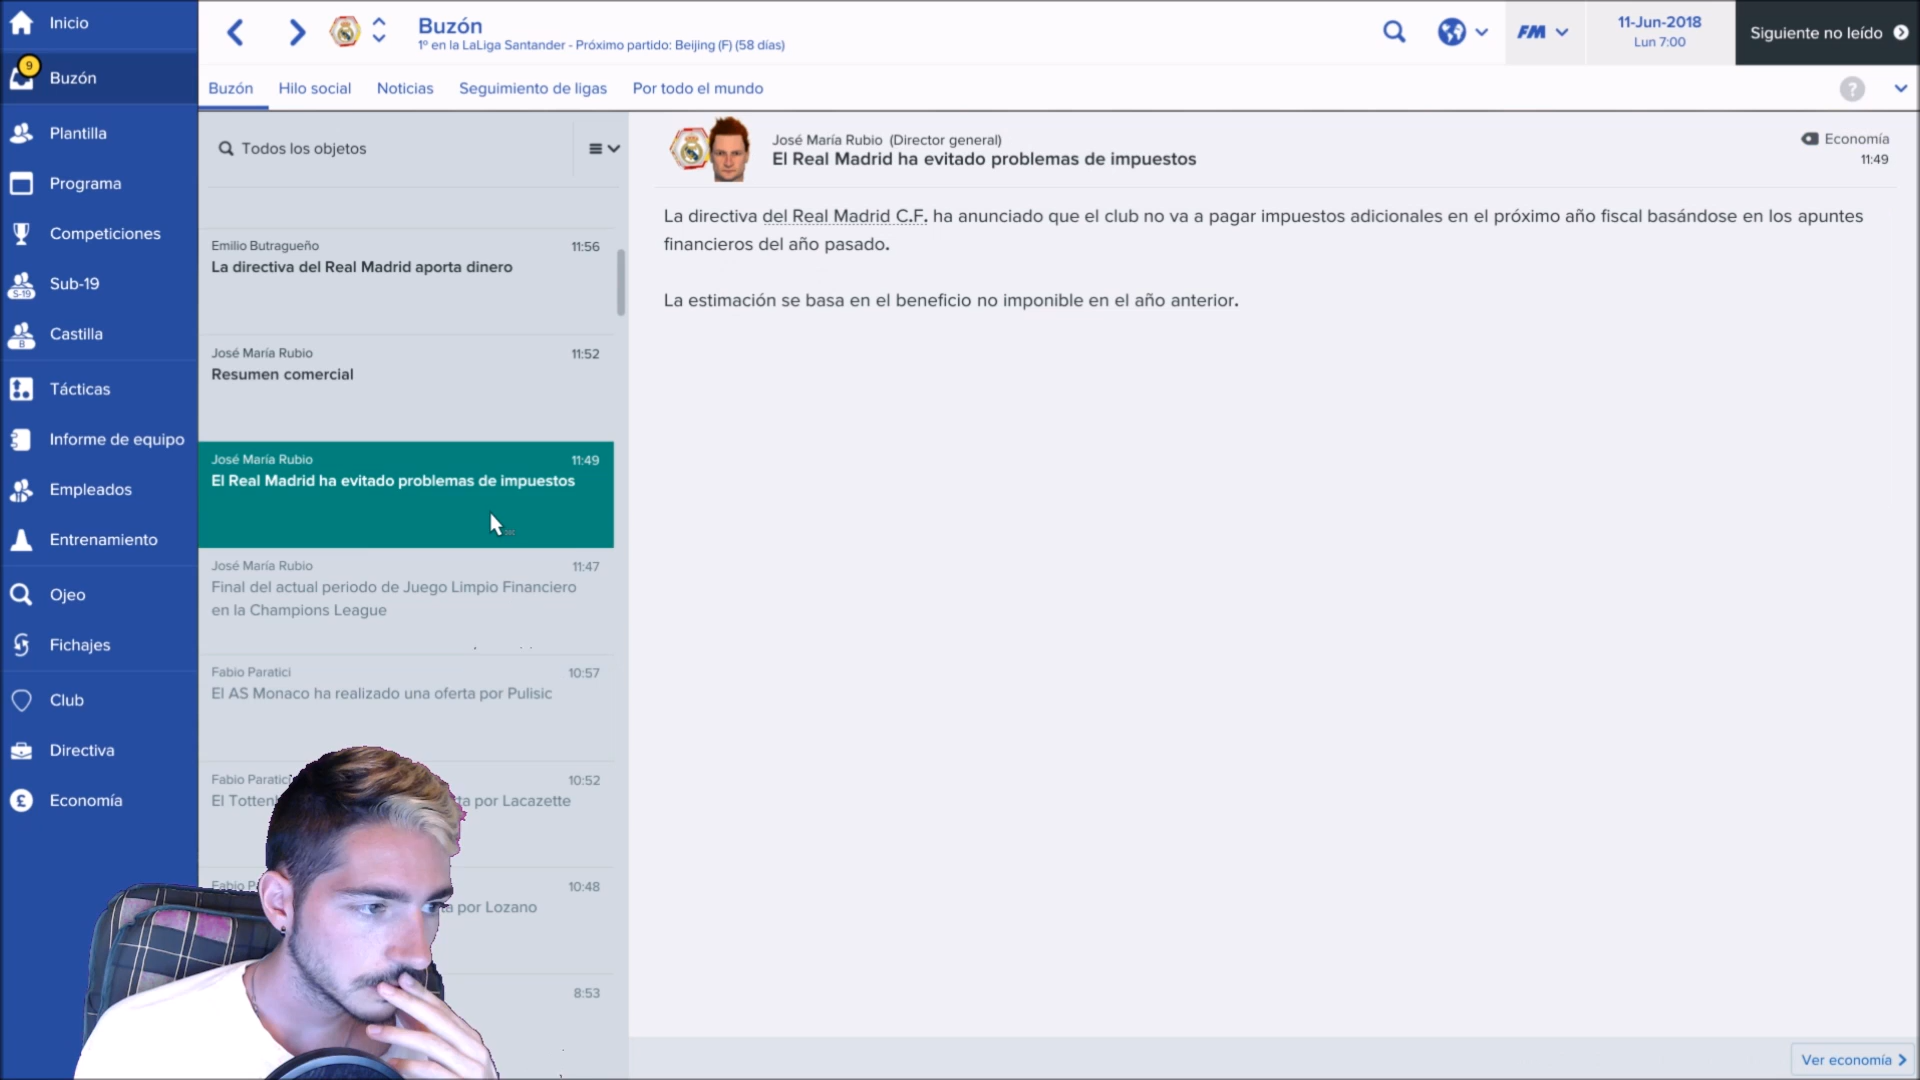 Inicio
9
Buzón
Plantilla
Programa
Competiciones
S-19
Sub-19
B
Castilla
Tácticas
Informe de equipo
Empleados
Entrenamiento
Ojeo
Fichajes
Club
Directiva
£
Economía
Buzón
1º en la LaLiga Santander - Próximo partido: Beijing (F) (58 días)
FM
11-Jun-2018
Lun 7:00
Siguiente no leído
Buzón
Hilo social
Noticias
Seguimiento de ligas
Por todo el mundo
?
Todos los objetos
Emilio Butragueño
11:56
La directiva del Real Madrid aporta dinero
José María Rubio
11:52
Resumen comercial
José María Rubio
11:49
El Real Madrid ha evitado problemas de impuestos
José María Rubio
11:47
Final del actual periodo de Juego Limpio Financiero
en la Champions League
Fabio Paratici
10:57
El AS Monaco ha realizado una oferta por Pulisic
Fabio Paratici
10:52
El
por Lacazette
Fabio
10:48
por Lozano
8:53
José María Rubio (Director general)
El Real Madrid ha evitado problemas de impuestos
Economía
11:49
La directiva del Real Madrid C.F. ha anunciado que el club no va a pagar impuestos adicionales en el próximo año fiscal basándose en los apuntes
financieros del año pasado.
La estimación se basa en el beneficio no imponible en el año anterior.
Ver economía